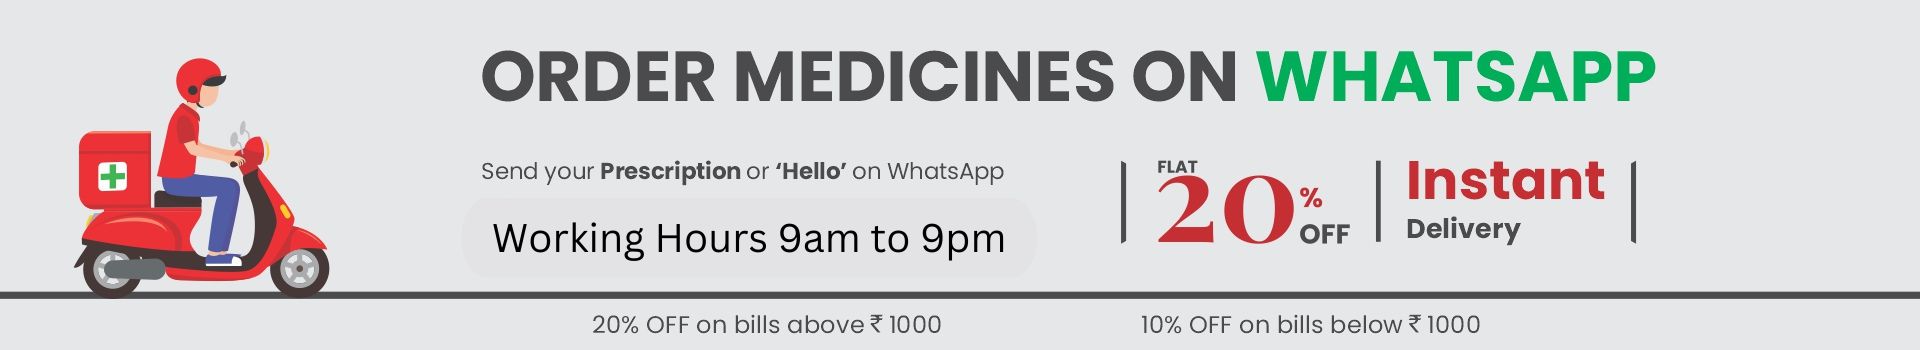 ORDER MEDICINES ON WHATSAPP
Send your Prescription or ‘Hello’ on WhatsApp
Working Hours 9am to 9pm
FLAT
20% OFF
Instant
Delivery
20% OFF on bills above ₹ 1000
10% OFF on bills below ₹ 1000